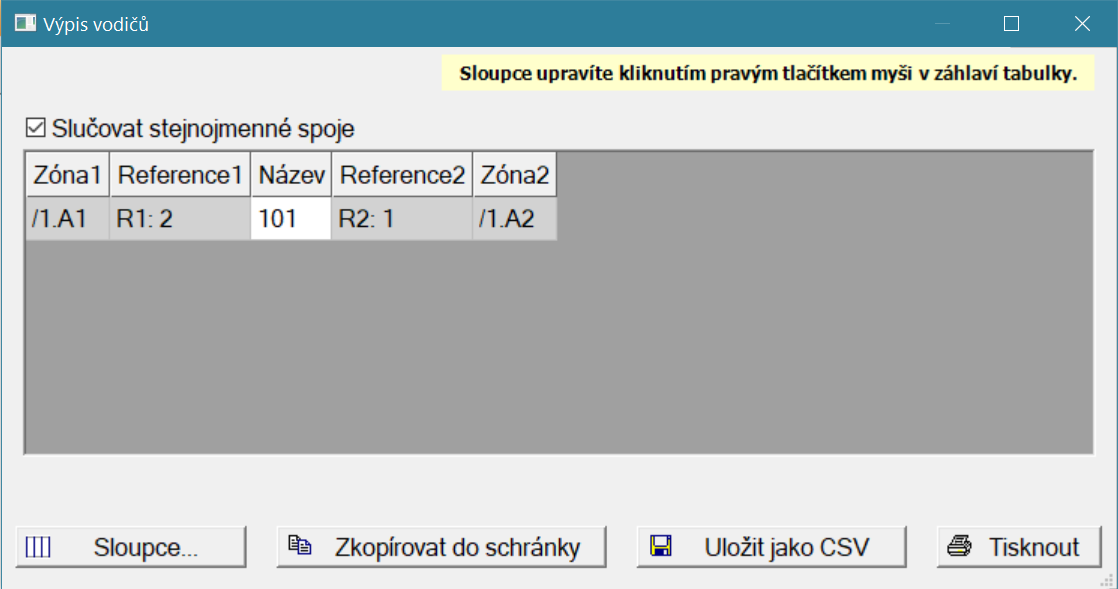 Výpis vodičů
Sloupce upravíte kliknutím pravým tlačítkem myši v záhlaví tabulky.
Slučovat stejnojmenné spoje
Zóna1 Reference1 Název Reference2 Zóna2
/1.A1 R1: 2 101 R2: 1 /1.A2
Sloupce... Zkopírovat do schránky Uložit jako CSV Tisknout